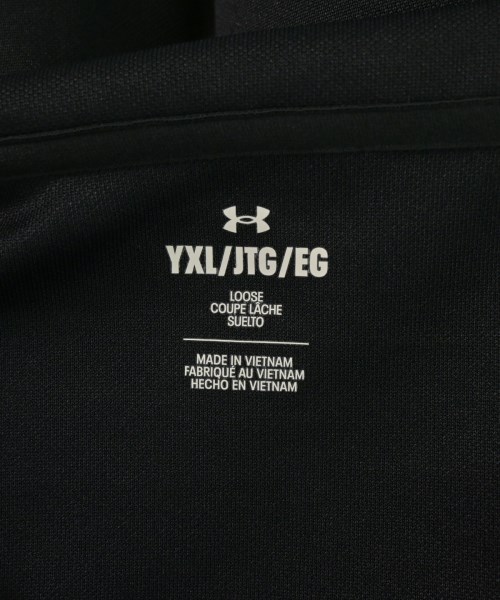 YXL/JTG/EG
LOOSE
COUPE LÂCHE
SUELTO
MADE IN VIETNAM
FABRIQUÉ AU VIETNAM
HECHO EN VIETNAM